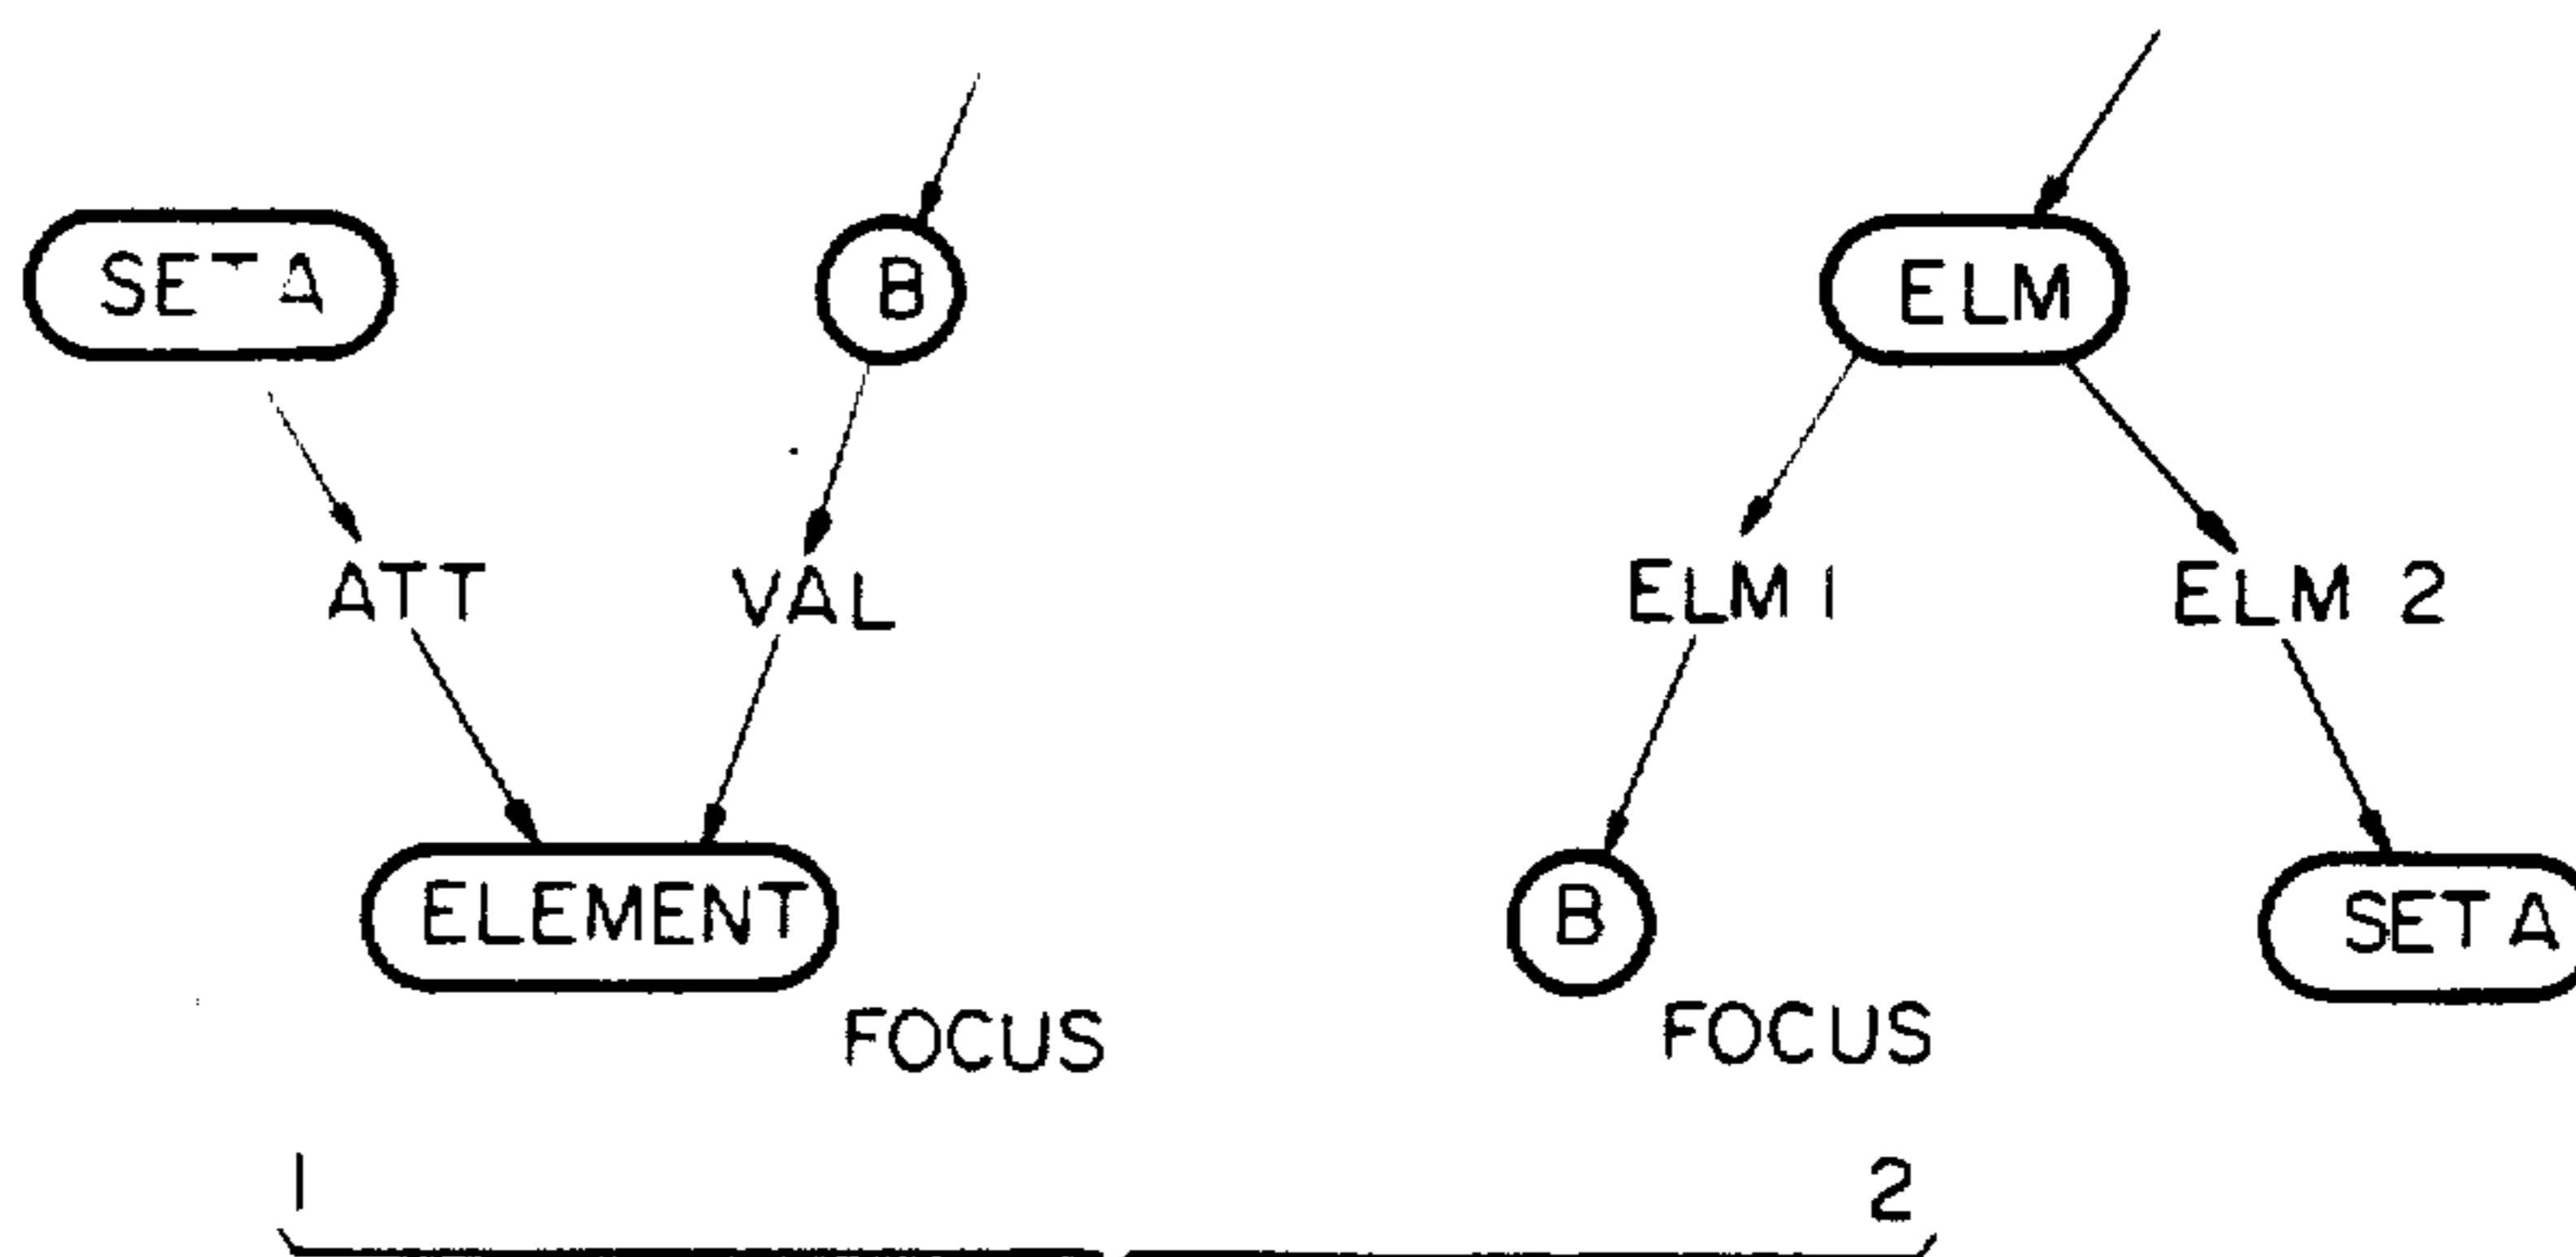 SET A B ELM
ATT VAL ELM 1 ELM 2
ELEMENT B SET A
FOCUS FOCUS
1 2